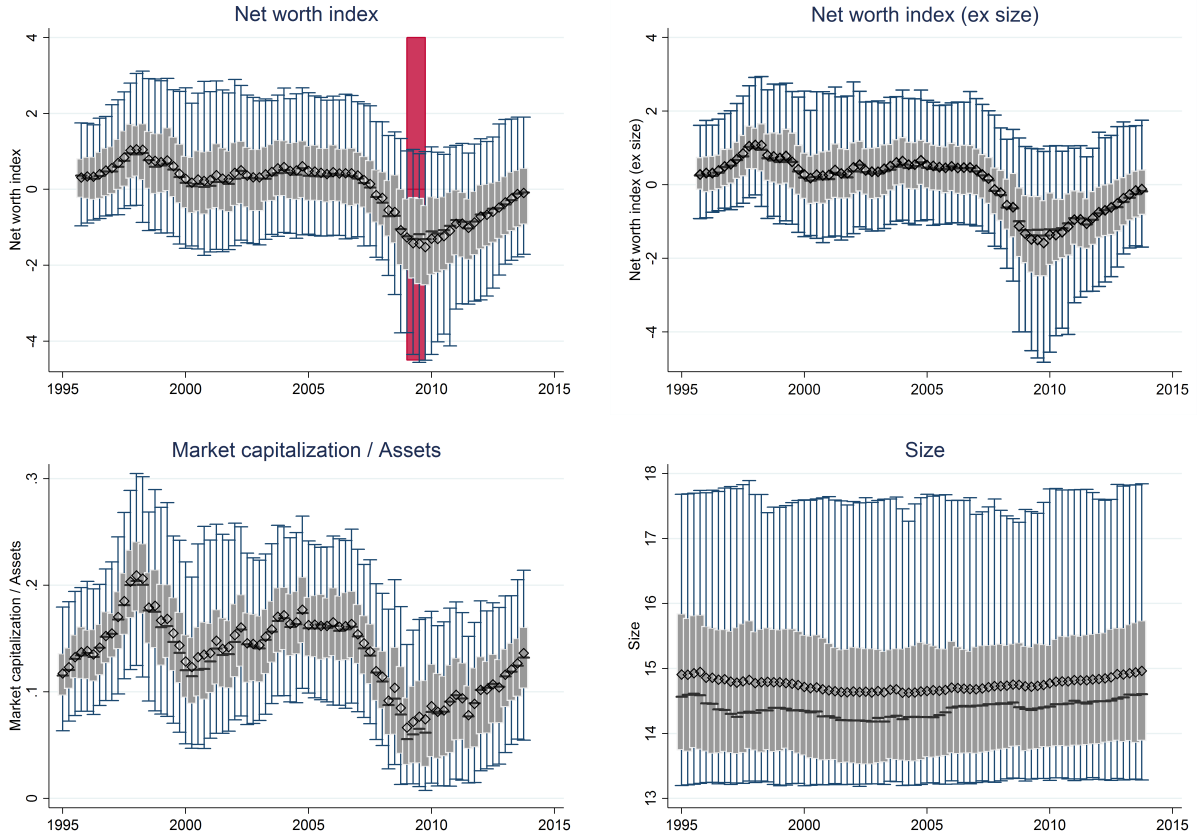 Net worth index
Net worth index
4
2
0
-2
-4
1995 2000 2005 2010 2015
Net worth index (ex size)
Net worth index (ex size)
4
2
0
-2
-4
1995 2000 2005 2010 2015
Market capitalization / Assets
Market capitalization / Assets
.3
.2
.1
0
1995 2000 2005 2010 2015
Size
Size
18
17
16
15
14
13
1995 2000 2005 2010 2015